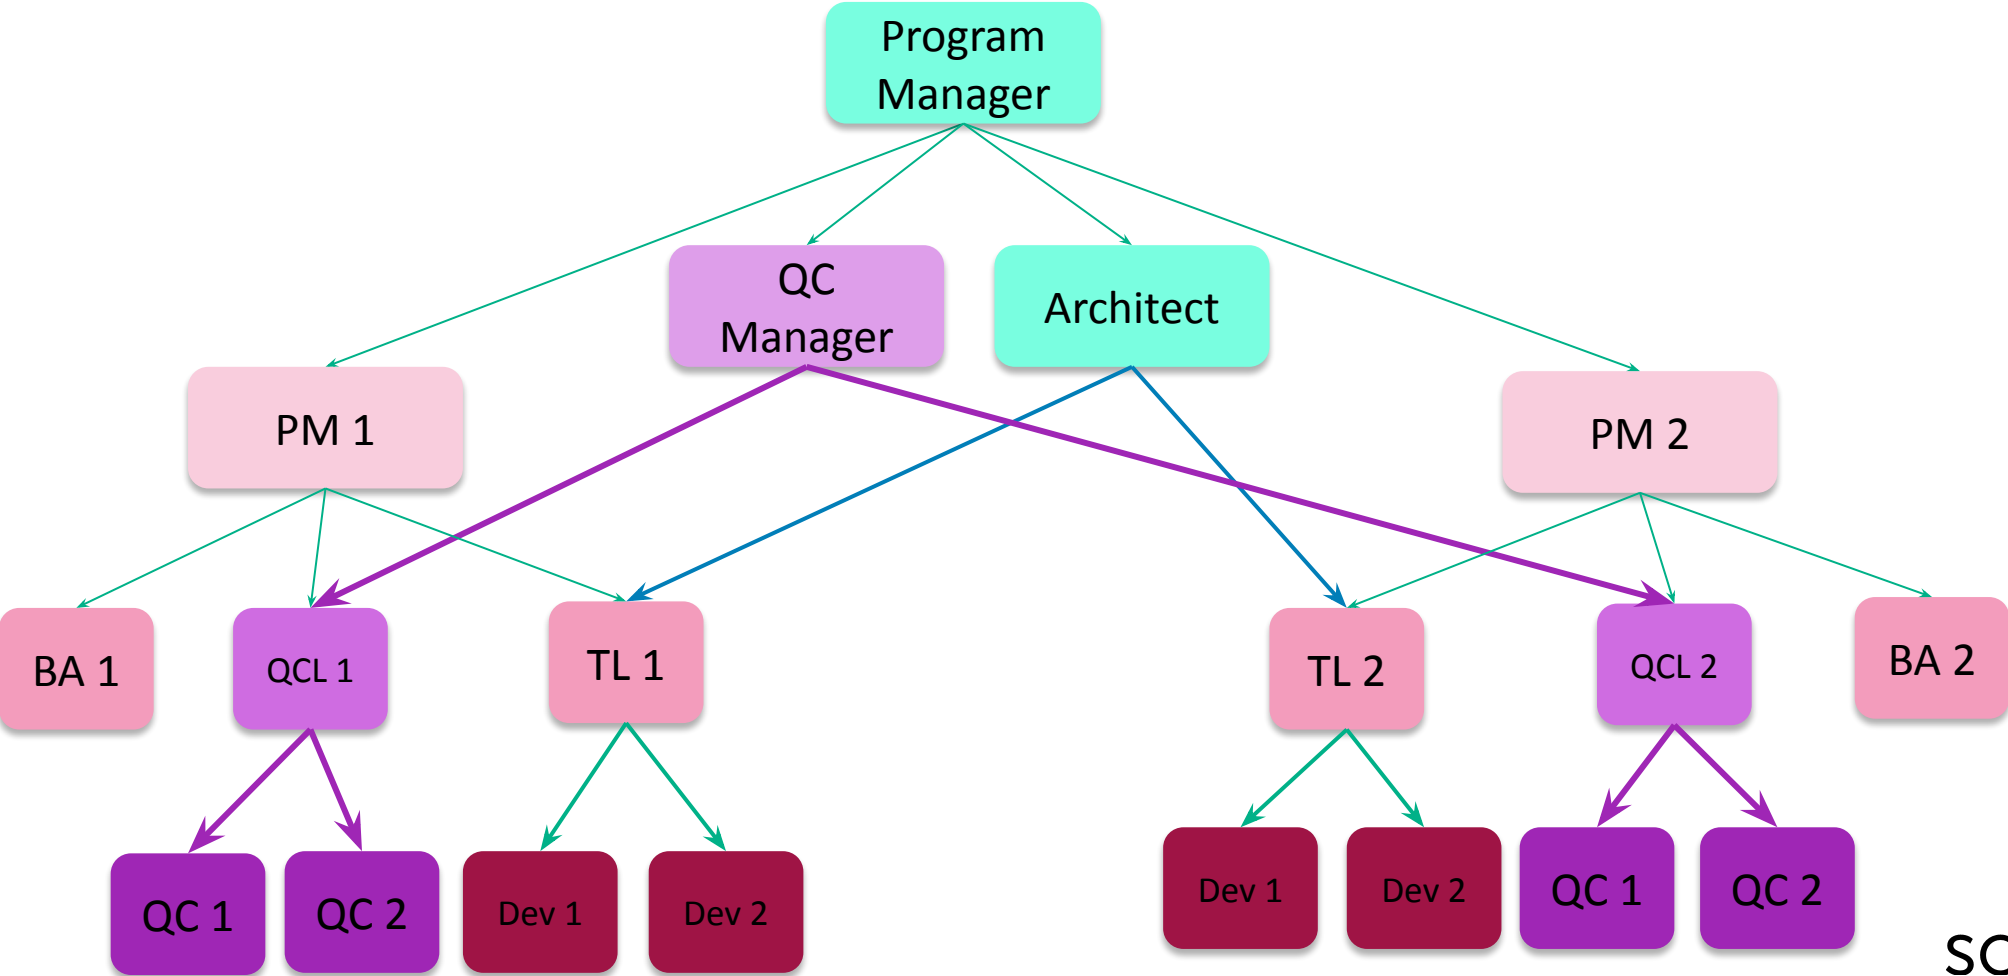 Program
Manager
QC
Manager
Architect
PM 1
PM 2
BA 1
QCL 1
TL 1
TL 2
QCL 2
BA 2
QC 1
QC 2
Dev 1
Dev 2
Dev 1
Dev 2
QC 1
QC 2